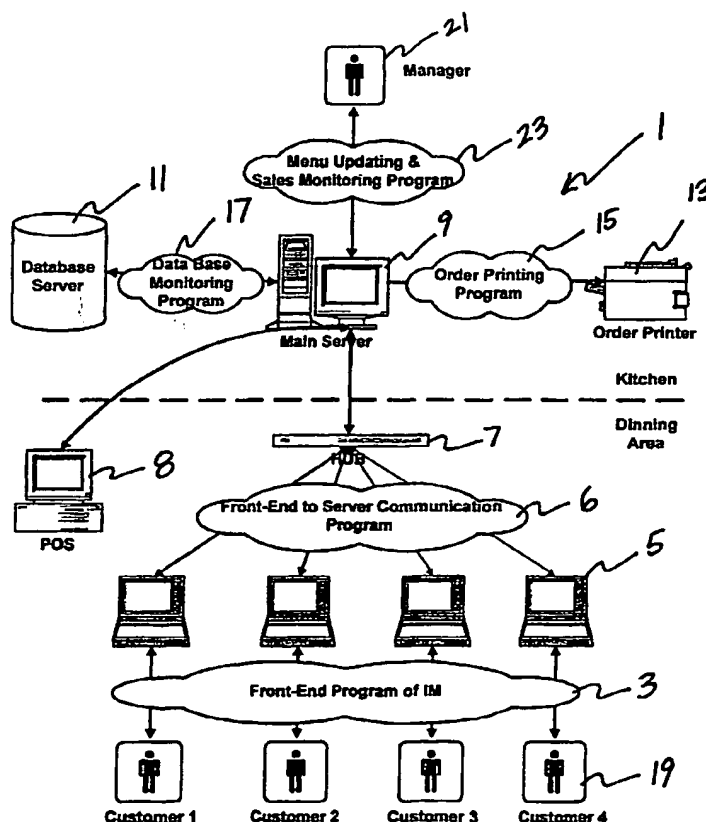 21
Manager
23
Menu Updating &
Sales Monitoring Program
1
11
17
9
15
13
Database
Server
Data Base
Monitoring
Program
Order Printing
Program
Main Server
Order Printer
Kitchen
Dinning
Area
7
HUB
8
POS
Front-End to Server Communication
Program
6
5
Front-End Program of IM
3
19
Customer 1
Customer 2
Customer 3
Customer 4